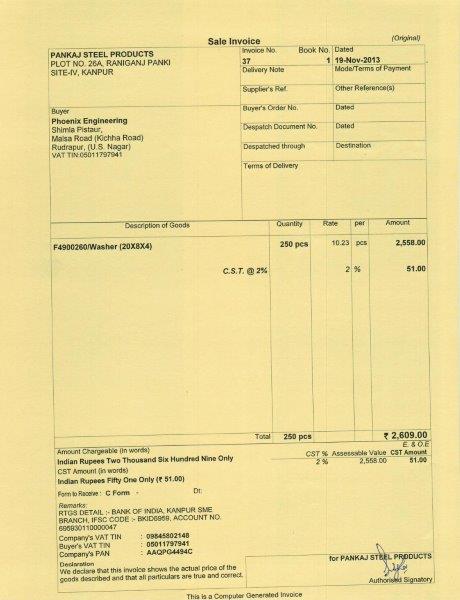 Sale Invoice
(Original)
PANKAJ STEEL PRODUCTS
PLOT NO. 26A, RANIGANJ PANKI
SITE-IV, KANPUR
Invoice No. Book No. Dated
37 1 19-Nov-2013
Delivery Note Mode/Terms of Payment
Supplier's Ref. Other Reference(s)
Buyer
Phoenix Engineering
Shimla Pistaur,
Malsa Road (Kichha Road)
Rudrapur, (U.S. Nagar)
VAT TIN:05011797941
Buyer's Order No. Dated
Despatch Document No. Dated
Despatched through Destination
Terms of Delivery
Description of Goods Quantity Rate per Amount
F4900260/Washer (20X8X4) 250 pcs 10.23 pcs 2,558.00
C.S.T. @ 2% 2 % 51.00
Total 250 pcs ₹ 2,609.00
E. & O.E
Amount Chargeable (in words)
Indian Rupees Two Thousand Six Hundred Nine Only
CST % Assessable Value CST Amount
2 % 2,558.00 51.00
CST Amount (in words)
Indian Rupees Fifty One Only (₹ 51.00)
Form to Receive : C Form - Dt:
Remarks:
RTGS DETAIL :- BANK OF INDIA, KANPUR SME
BRANCH, IFSC CODE :- BKID6959, ACCOUNT NO.
695930110000047
Company's VAT TIN : 09845802148
Buyer's VAT TIN : 05011797941
Company's PAN : AAQPG4494C
Declaration
We declare that this invoice shows the actual price of the
goods described and that all particulars are true and correct.
for PANKAJ STEEL PRODUCTS
Authorised Signatory
This is a Computer Generated Invoice